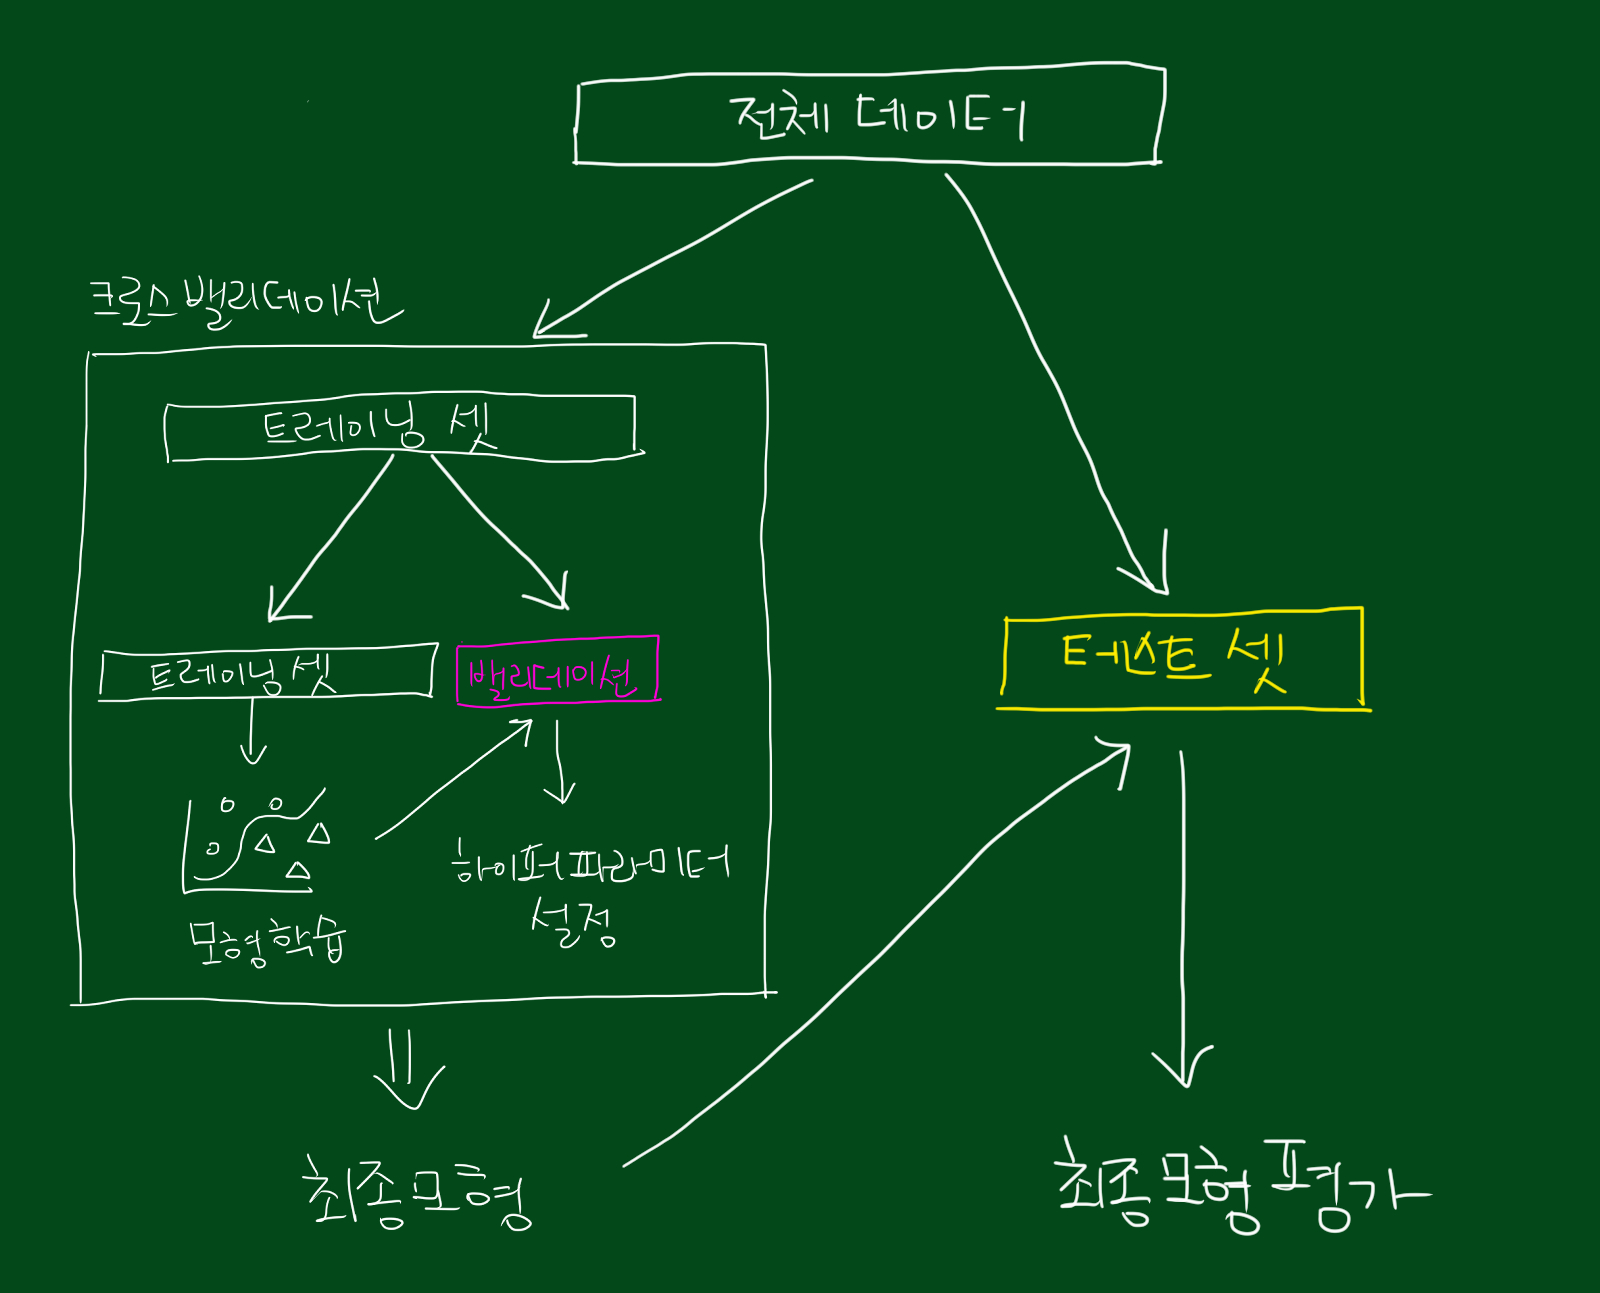 전체 데이터
크로스 밸리데이션
트레이닝 셋
트레이닝 셋
밸리데이션
테스트 셋
하이퍼파라미터
설정
모형학습
최종모형
최종모형평가